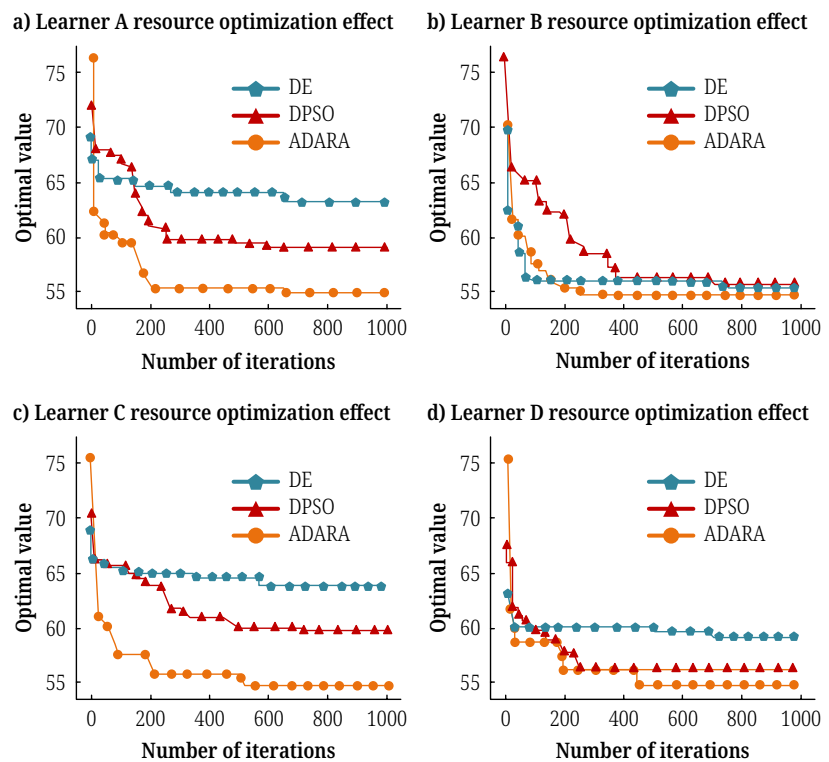 a) Learner A resource optimization effect
75
70
65
60
55
Optimal value
DE
DPSO
ADARA
0 200 400 600 800 1000
Number of iterations
b) Learner B resource optimization effect
75
70
65
60
55
Optimal value
DE
DPSO
ADARA
0 200 400 600 800 1000
Number of iterations
c) Learner C resource optimization effect
75
70
65
60
55
Optimal value
DE
DPSO
ADARA
0 200 400 600 800 1000
Number of iterations
d) Learner D resource optimization effect
75
70
65
60
55
Optimal value
DE
DPSO
ADARA
0 200 400 600 800 1000
Number of iterations